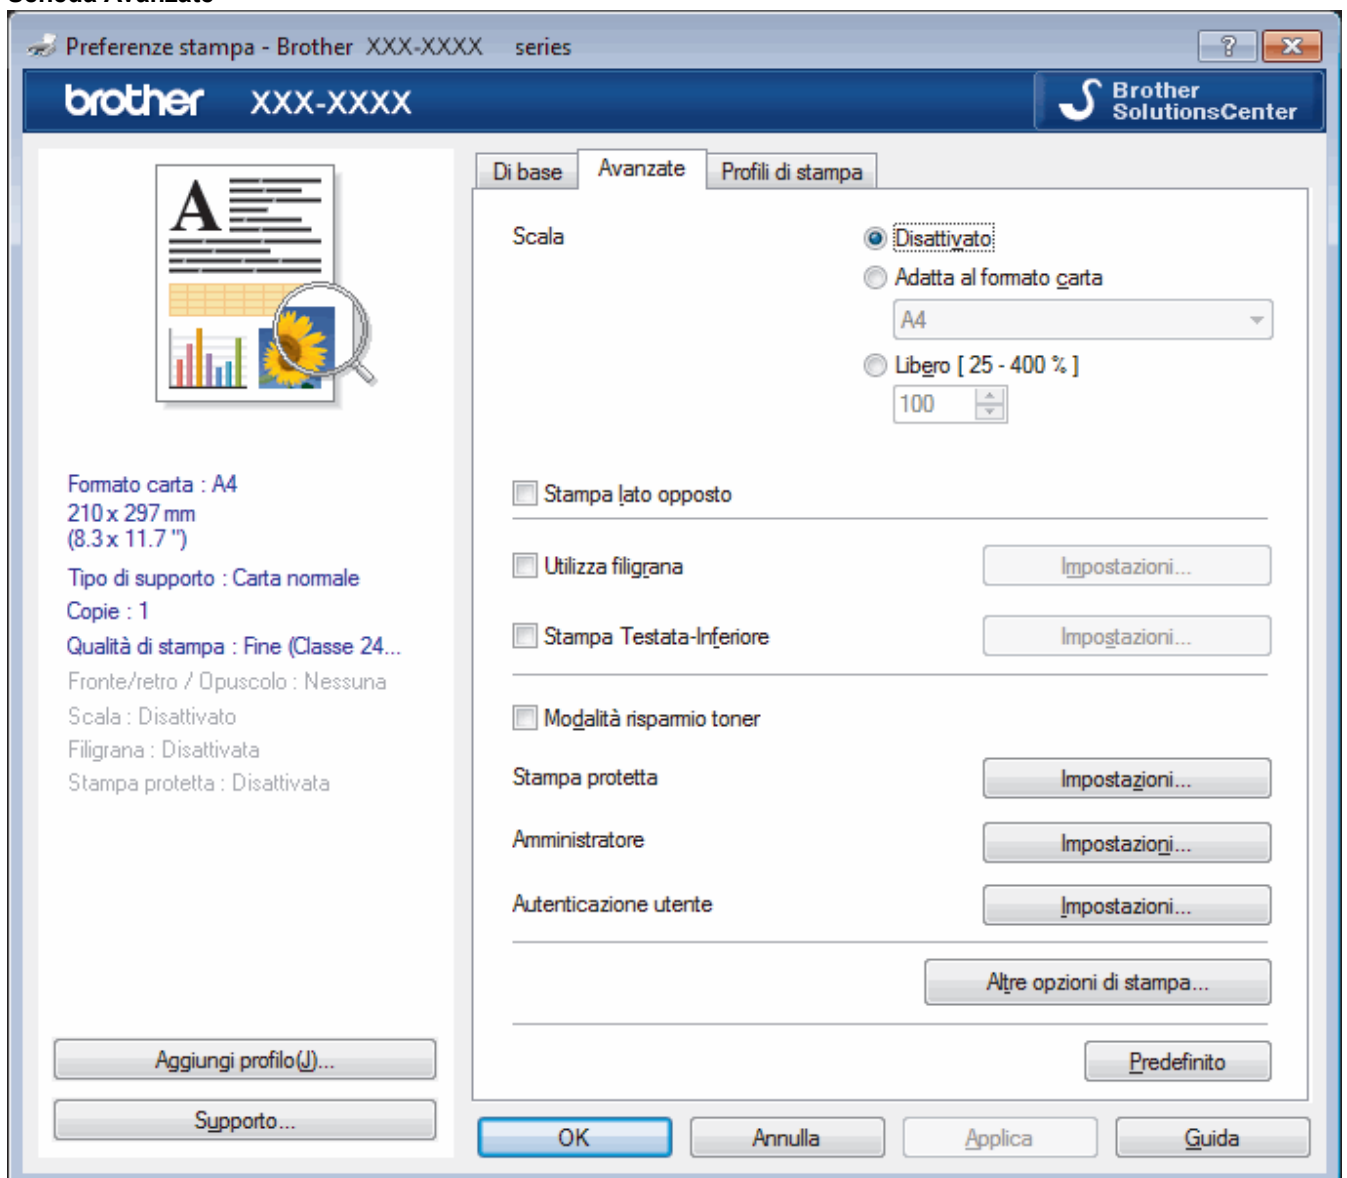 Scheda Avanzate
Preferenze stampa - Brother XXX-XXXX series
brother XXX-XXXX
Brother
SolutionsCenter
A
Formato carta : A4
210 x 297 mm
(8.3 x 11.7 ")
Tipo di supporto : Carta normale
Copie : 1
Qualità di stampa : Fine (Classe 24...
Fronte/retro / Opuscolo : Nessuna
Scala : Disattivato
Filigrana : Disattivata
Stampa protetta : Disattivata
Aggiungi profilo(J)...
Supporto...
Di base Avanzate Profili di stampa
Scala
Disattivato
Adatta al formato carta
A4
Libero [ 25 - 400 % ]
100
Stampa lato opposto
Utilizza filigrana Impostazioni...
Stampa Testata-Inferiore Impostazioni...
Modalità risparmio toner
Stampa protetta Impostazioni...
Amministratore Impostazioni...
Autenticazione utente Impostazioni...
Altre opzioni di stampa...
Predefinito
OK Annulla Applica Guida